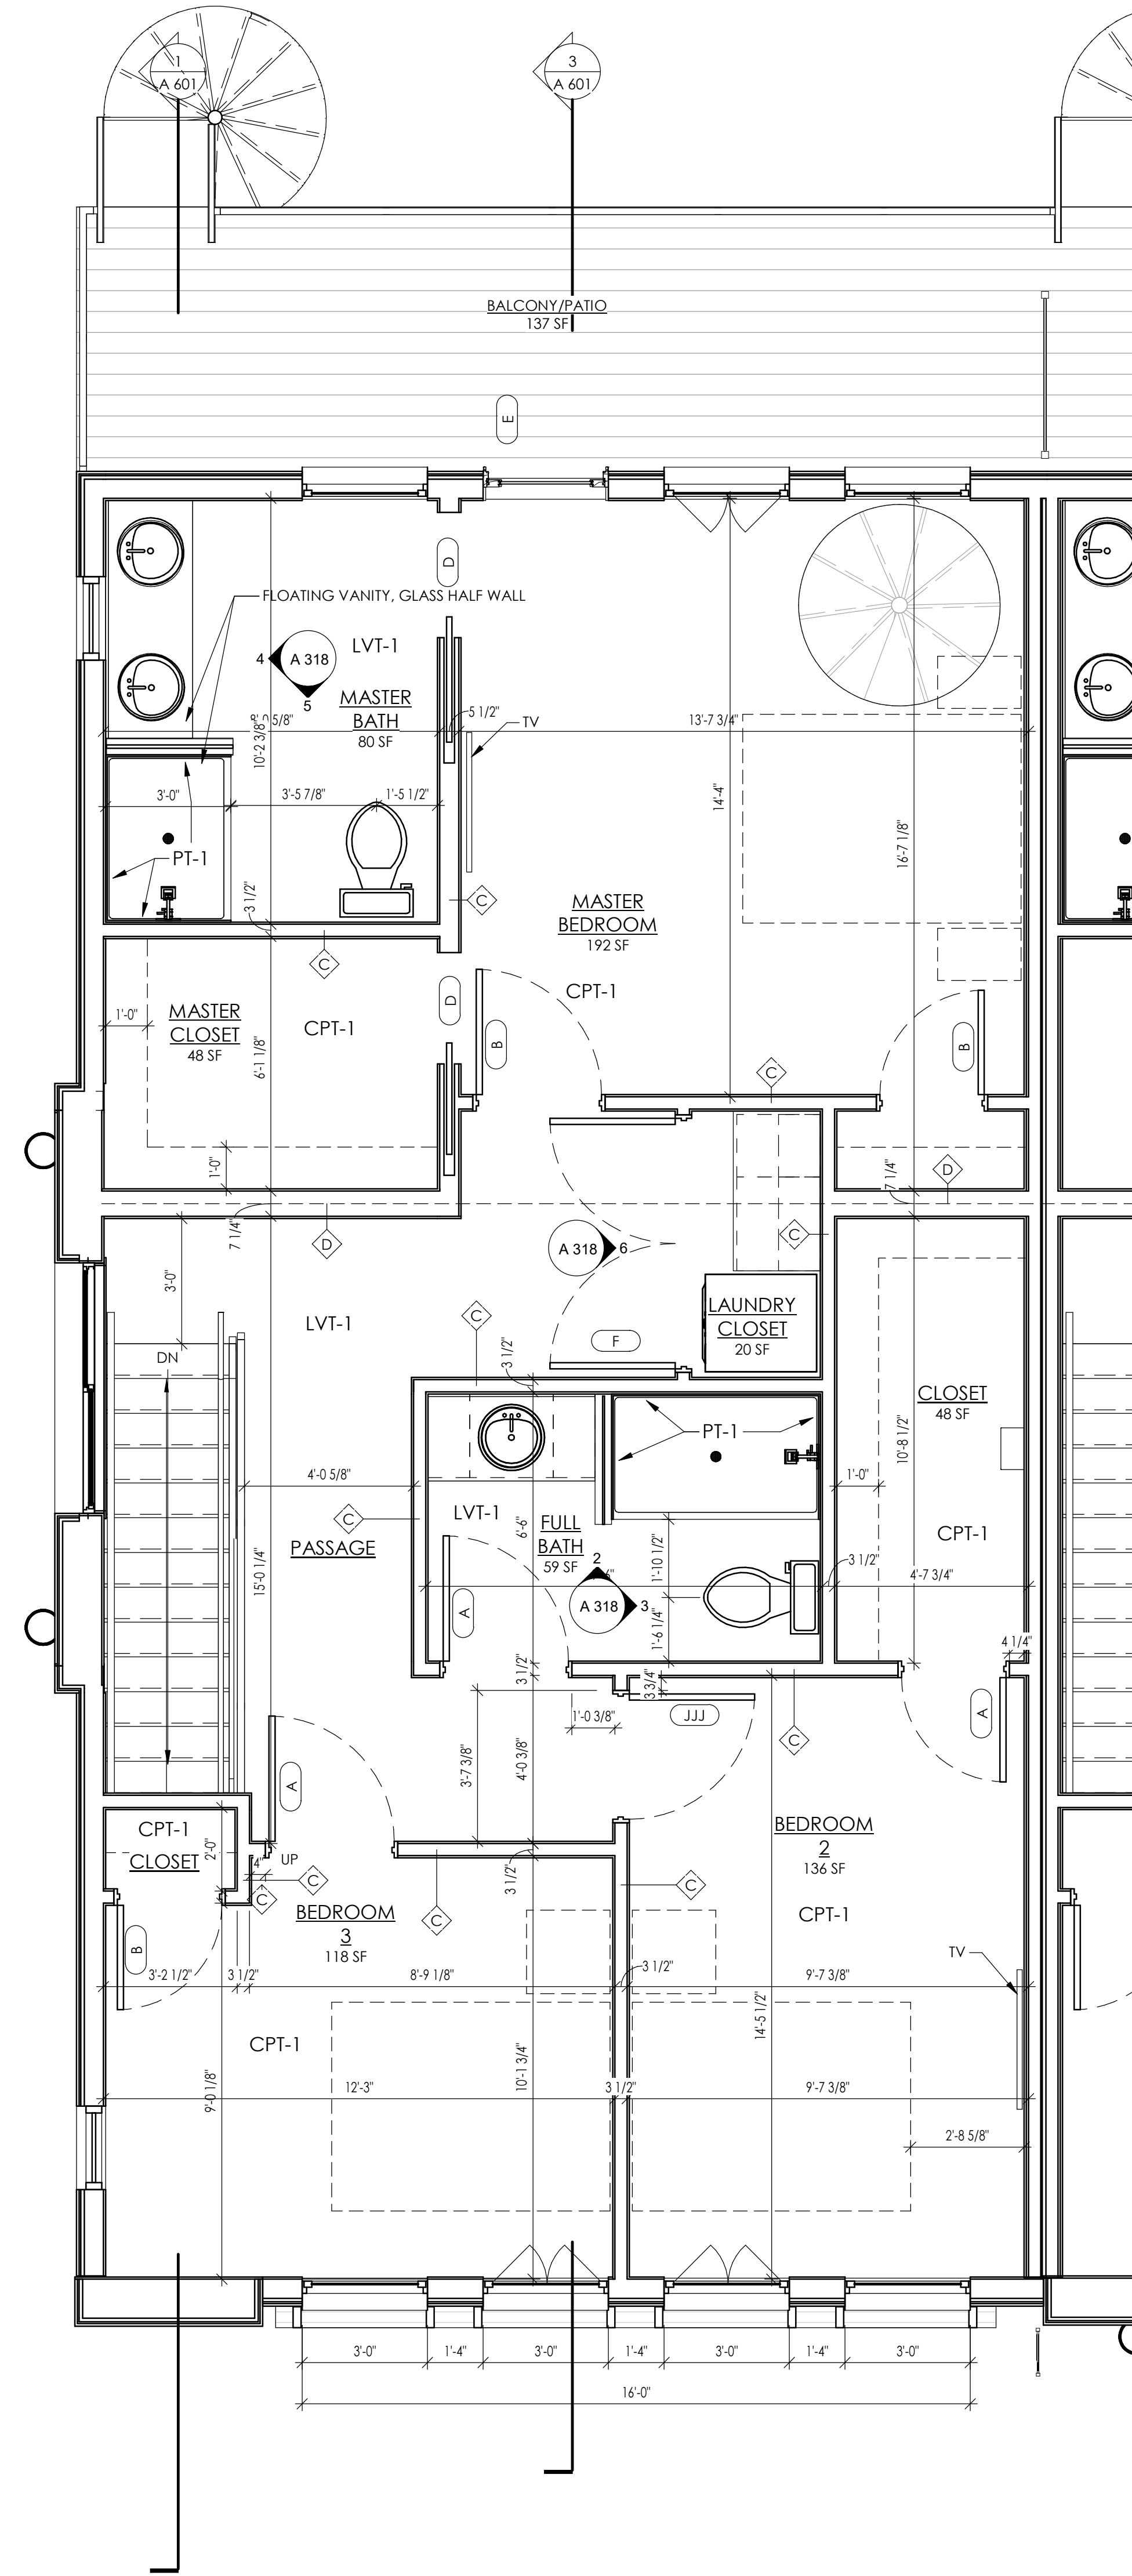 1
A 601
3
A 601
BALCONY/PATIO
137 SF
E
D
FLOATING VANITY, GLASS HALF WALL
LVT-1
4
A 318
5
MASTER
BATH
80 SF
5 1/2"
TV
13'-7 3/4"
10'-2 3/8"
3'-0"
3'-5 7/8"
1'-5 1/2"
14'-4"
16'-7 1/8"
PT-1
3 1/2"
C
MASTER
BEDROOM
192 SF
C
CPT-1
D
MASTER
CLOSET
48 SF
1'-0"
CPT-1
6'-1 1/8"
B
B
C
1'-0"
7 1/4"
D
7 1/4"
D
C
A 318
6
3'-0"
LAUNDRY
CLOSET
20 SF
LVT-1
C
F
3 1/2"
DN
CLOSET
48 SF
PT-1
10'-8 1/2"
4'-0 5/8"
1'-0"
C
LVT-1
6'-6"
FULL
BATH
59 SF
2
PASSAGE
CPT-1
1'-10 1/2"
3 1/2"
4'-7 3/4"
15'-0 1/4"
A
A 318
3
1'-6 1/4"
4 1/4"
3 1/2"
3 3/4"
1'-0 3/8"
JJJ
A
C
3'-7 3/8"
4'-0 3/8"
A
CPT-1
CLOSET
2'-0"
UP
4"
C
C
3 1/2"
BEDROOM
2
136 SF
C
C
BEDROOM
3
118 SF
CPT-1
B
TV
3'-2 1/2"
3 1/2"
8'-9 1/8"
3 1/2"
9'-7 3/8"
CPT-1
14'-5 1/2"
9'-0 1/8"
10'-1 3/4"
12'-3"
3 1/2"
9'-7 3/8"
2'-8 5/8"
3'-0"
1'-4"
3'-0"
1'-4"
3'-0"
1'-4"
3'-0"
16'-0"